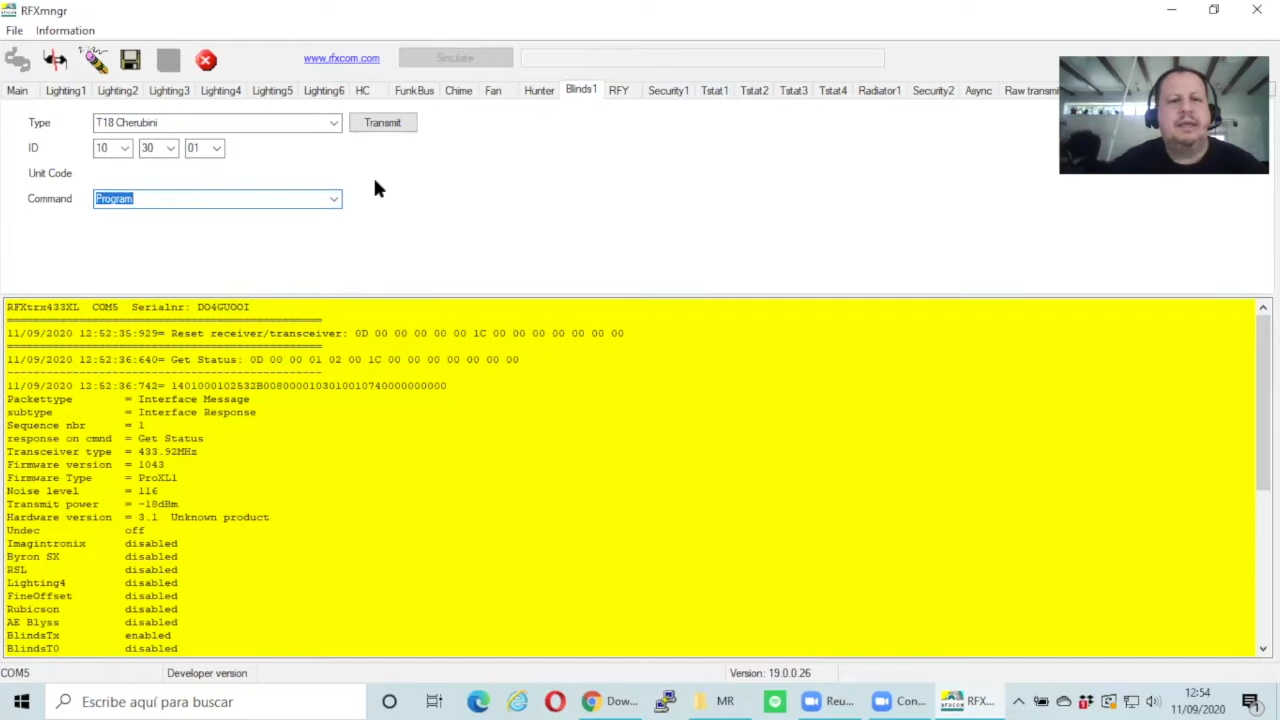 RFXmngr
File Information
www.rfxcom.com Simulate
Main Lighting1 Lighting2 Lighting3 Lighting4 Lighting5 Lighting6 HC FunkBus Chime Fan Hunter Blinds1 RFY Security1 Tstat1 Tstat2 Tstat3 Tstat4 Radiator1 Security2 Async Raw transmi
Type T18 Cherubini Transmit
ID 10 30 01
Unit Code
Command Program
RFXtrx433XL COM5 Serialnr: DO4GUOOI
================================================
11/09/2020 12:52:35:929= Reset receiver/transceiver: 0D 00 00 00 00 00 1C 00 00 00 00 00 00 00
================================================
11/09/2020 12:52:36:640= Get Status: 0D 00 00 01 02 00 1C 00 00 00 00 00 00 00
------------------------------------------------
11/09/2020 12:52:36:742= 1401000102532B0080000103010010740000000000
Packettype = Interface Message
subtype = Interface Response
Sequence nbr = 1
response on cmnd = Get Status
Transceiver type = 433.92MHz
Firmware version = 1043
Firmware Type = ProXL1
Noise level = 116
Transmit power = -18dBm
Hardware version = 3.1 Unknown product
Undec off
Imagintronix disabled
Byron SX disabled
RSL disabled
Lighting4 disabled
FineOffset disabled
Rubicson disabled
AE Blyss disabled
BlindsTx enabled
BlindsT0 disabled
COM5 Developer version Version: 19.0.0.26
Escribe aquí para buscar Dow... MR Reu... Con... RFXCOM RFX... 12:54
11/09/2020